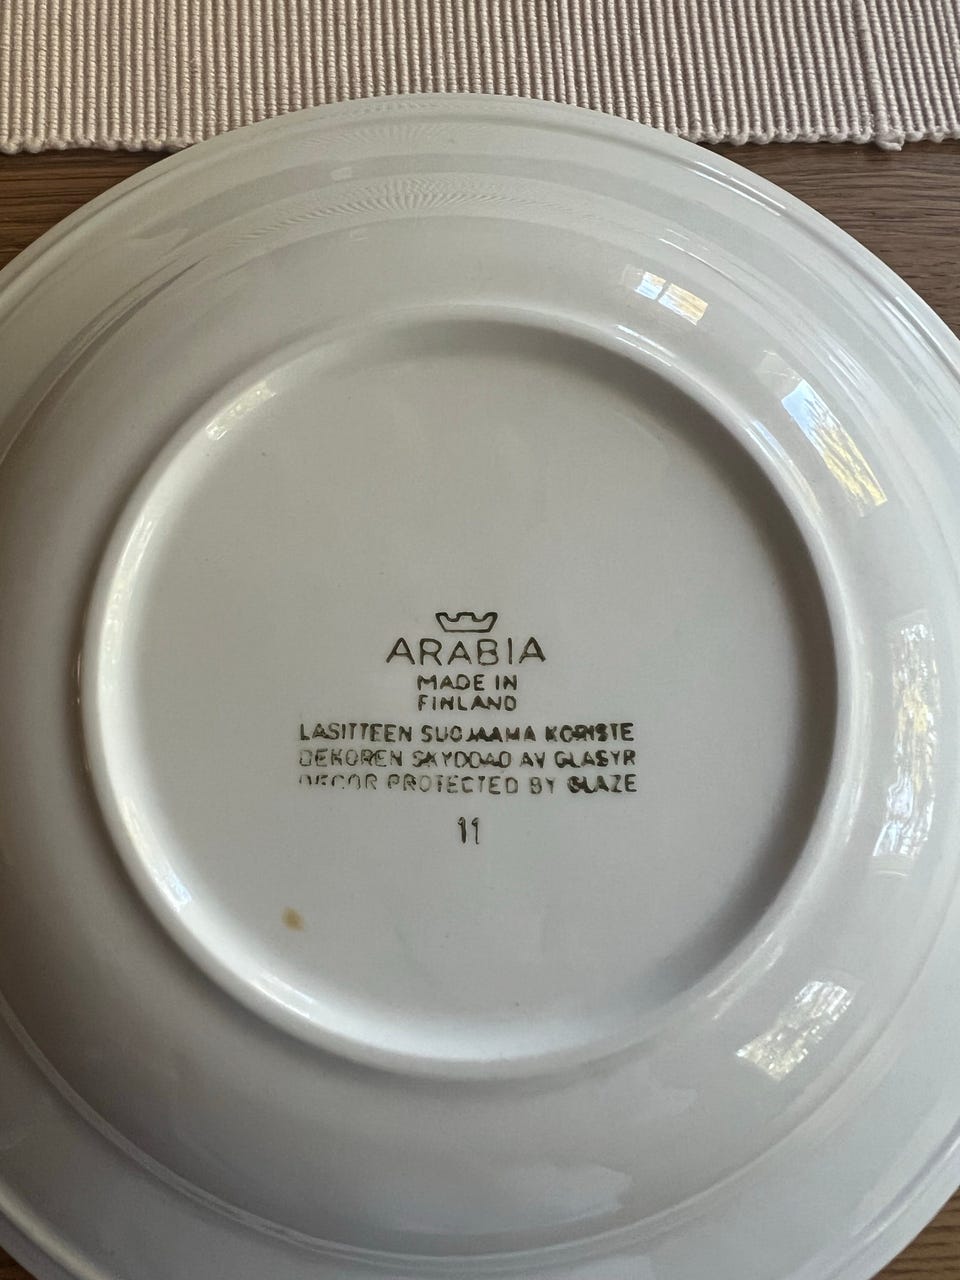 ARABIA
MADE IN
FINLAND
LASITTEEN SUOJAAMA KORISTE
DEKOREN SKYDDAD AV GLASYR
DECOR PROTECTED BY GLAZE
11